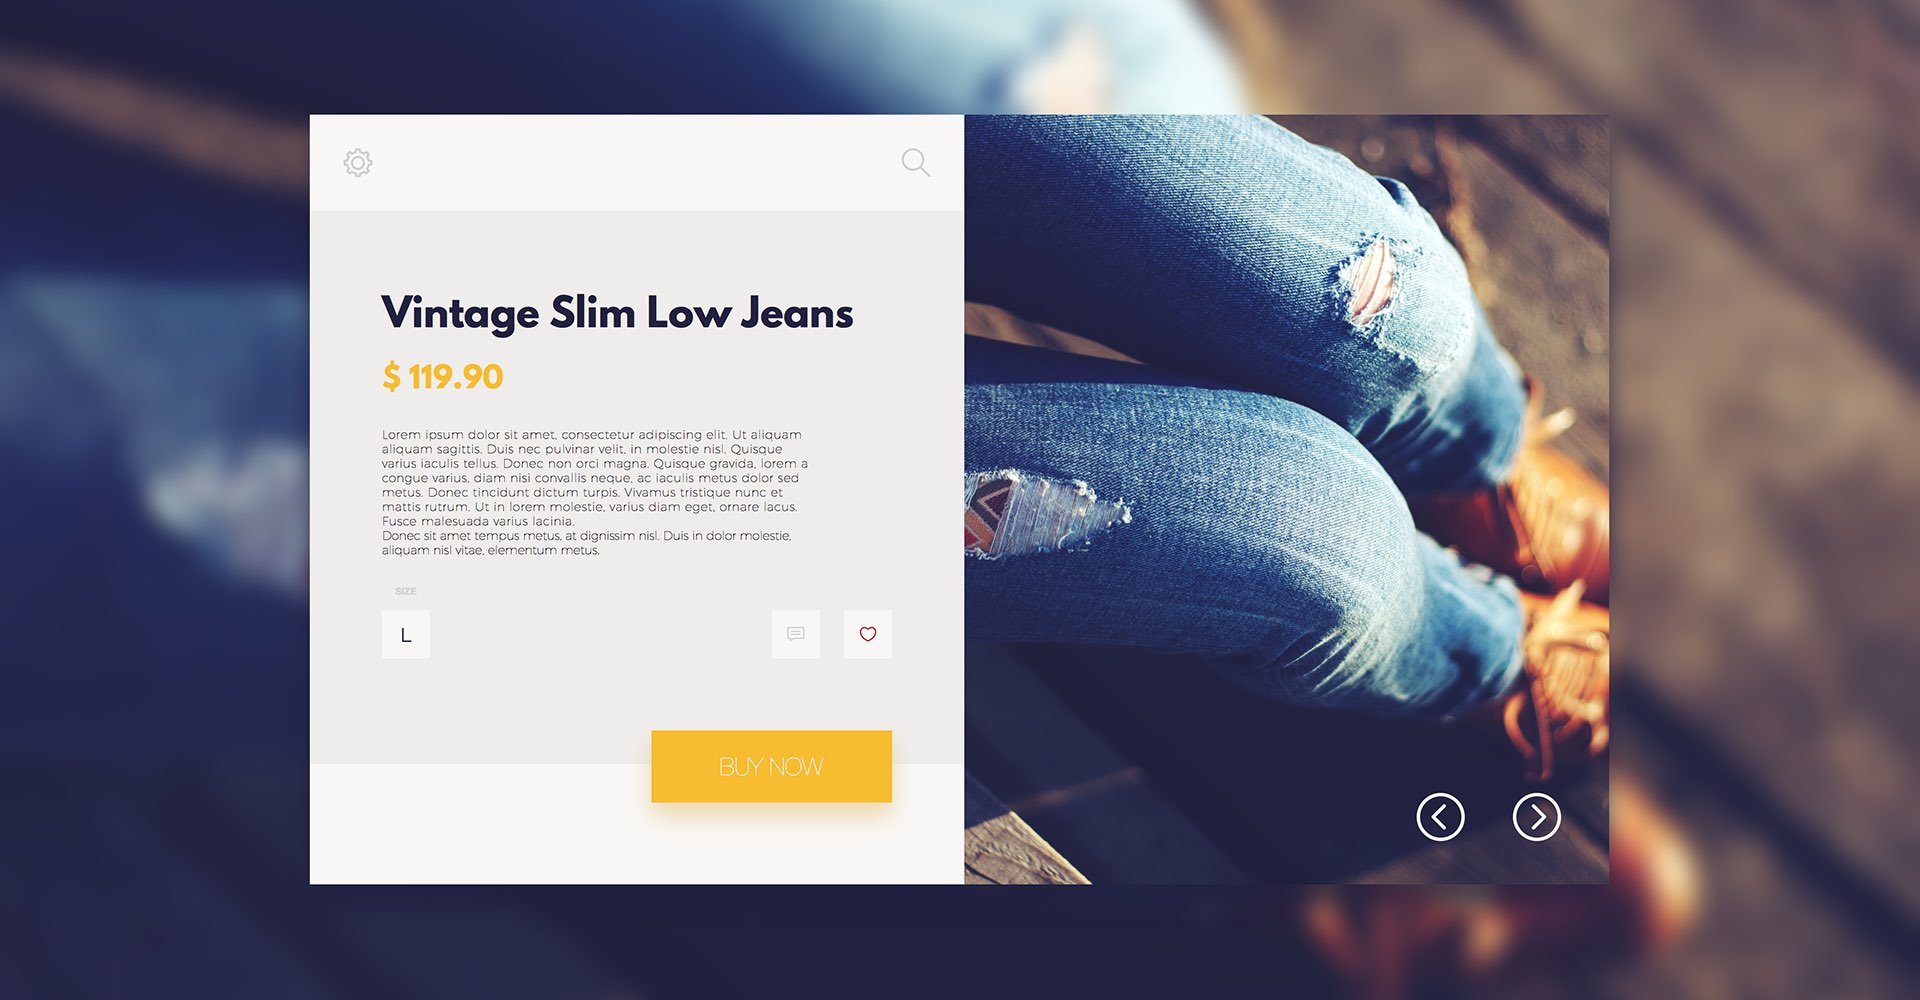 Vintage Slim Low Jeans
$ 119.90
Lorem ipsum dolor sit amet, consectetur adipiscing elit. Ut aliquam
aliquam sagittis. Duis nec pulvinar velit, in molestie nisl. Quisque
varius iaculis tellus. Donec non orci magna. Quisque gravida, lorem a
congue varius, diam nisi convallis neque, ac iaculis metus dolor sed
metus. Donec tincidunt dictum turpis. Vivamus tristique nunc et
mattis rutrum. Ut in lorem molestie, varius diam eget, ornare lacus.
Fusce malesuada varius lacinia.
Donec sit amet tempus metus, at dignissim nisl. Duis in dolor molestie,
aliquam nisl vitae, elementum metus.
SIZE
L
BUY NOW